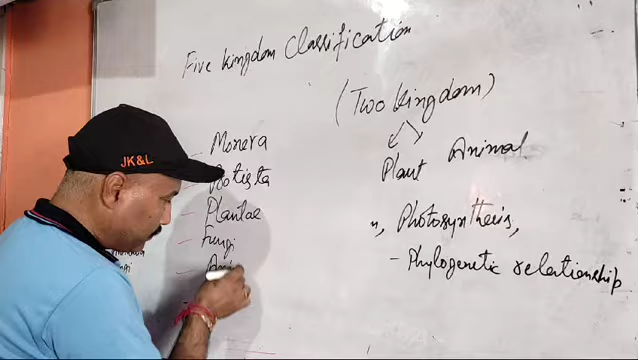 Five kingdom Classification
(Two kingdom)
Plant Animal
Monera
Protista
Plantae
Fungi
Photosynthesis,
- Phylogenetic relationship
JK&L